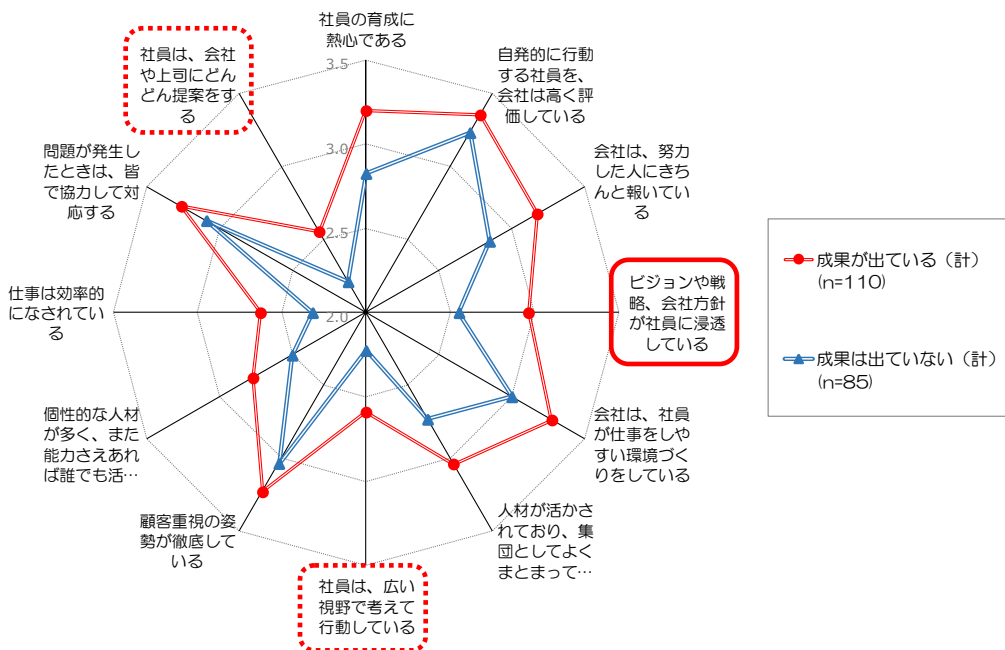 社員の育成に
熱心である
自発的に行動
する社員を、
会社は高く評
価している
会社は、努力
した人にきち
んと報いてい
る
ビジョンや戦
略、会社方針
が社員に浸透
している
会社は、社員
が仕事をしや
すい環境づく
りをしている
人材が活かさ
れており、集
団としてよく
まとまって…
社員は、広い
視野で考えて
行動している
顧客重視の姿
勢が徹底して
いる
個性的な人材
が多く、また
能力さえあれ
ば誰でも活…
仕事は効率的
になされてい
る
問題が発生し
たときは、皆
で協力して対
応する
社員は、会社
や上司にどん
どん提案をす
る
3.5
3.0
2.5
2.0
成果が出ている（計）
(n=110)
成果は出ていない（計）
(n=85)